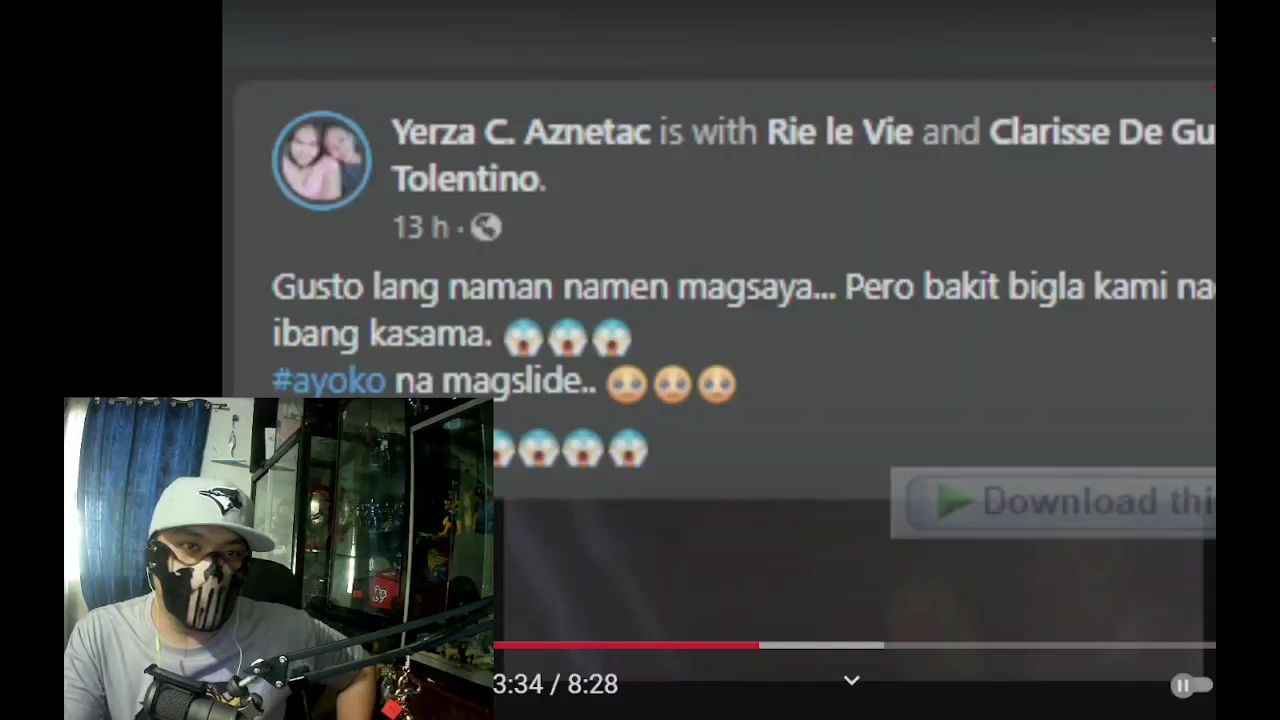 Yerza C. Aznetac is with Rie le Vie and Clarisse De Gu
Tolentino.
13 h ·
Gusto lang naman namen magsaya... Pero bakit bigla kami na
ibang kasama. 😱😱😱
#ayoko na magslide.. 🥺🥺🥺
😱😱😱😱
Download thi
3:34 / 8:28